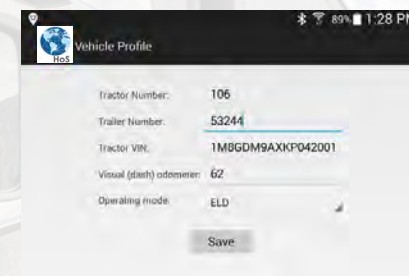 89% 1:28 PM
HOS
Vehicle Profile
Tractor Number: 106
Trailer Number: 53244
Tractor VIN: 1M8GDM9AXKP042001
Visual (dash) odometer: 62
Operating mode: ELD
Save